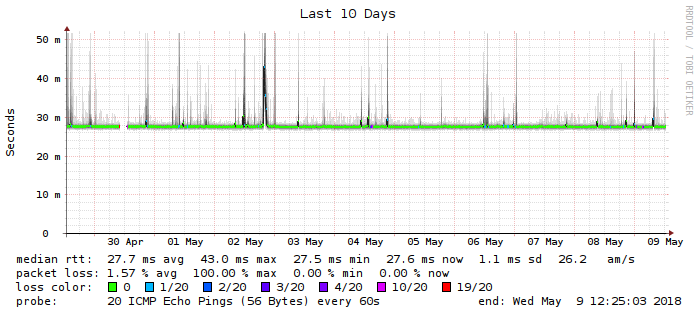 Last 10 Days
RRDTOOL / TOBI OETIKER
Seconds
50 m
40 m
30 m
20 m
10 m
0
30 Apr 01 May 02 May 03 May 04 May 05 May 06 May 07 May 08 May 09 May
median rtt: 27.7 ms avg 43.0 ms max 27.5 ms min 27.6 ms now 1.1 ms sd 26.2 am/s
packet loss: 1.57 % avg 100.00 % max 0.00 % min 0.00 % now
loss color: 0 1/20 2/20 3/20 4/20 10/20 19/20
probe: 20 ICMP Echo Pings (56 Bytes) every 60s end: Wed May 9 12:25:03 2018